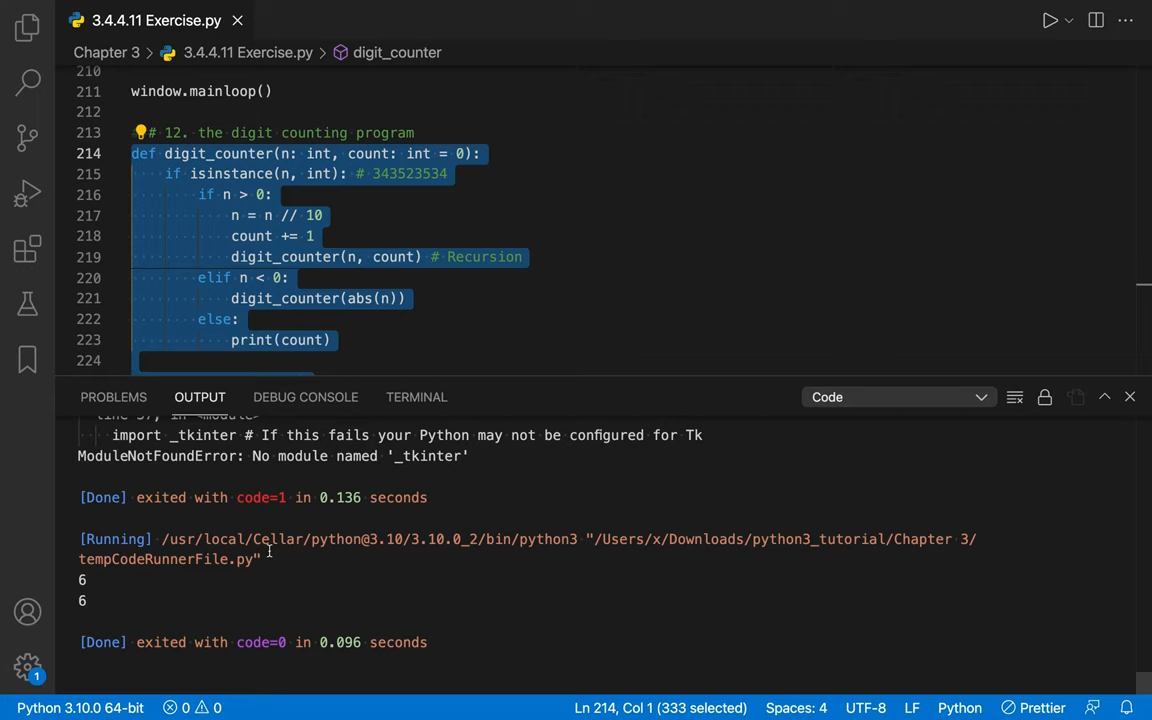 3.4.4.11 Exercise.py
Chapter 3 > 3.4.4.11 Exercise.py > digit_counter
210
211 window.mainloop()
212
213 # 12. the digit counting program
214 def digit_counter(n: int, count: int = 0):
215 if isinstance(n, int): # 343523534
216 if n > 0:
217 n = n // 10
218 count += 1
219 digit_counter(n, count) # Recursion
220 elif n < 0:
221 digit_counter(abs(n))
222 else:
223 print(count)
224
PROBLEMS OUTPUT DEBUG CONSOLE TERMINAL Code
line 37, in <module>
import _tkinter # If this fails your Python may not be configured for Tk
ModuleNotFoundError: No module named '_tkinter'
[Done] exited with code=1 in 0.136 seconds
[Running] /usr/local/Cellar/python@3.10/3.10.0_2/bin/python3 "/Users/x/Downloads/python3_tutorial/Chapter 3/
tempCodeRunnerFile.py"
6
6
[Done] exited with code=0 in 0.096 seconds
1
Python 3.10.0 64-bit 0 0 Ln 214, Col 1 (333 selected) Spaces: 4 UTF-8 LF Python Prettier